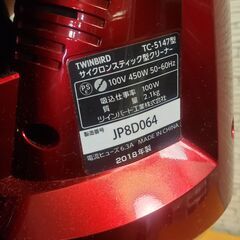 TWINBIRD TC-5147型
サイクロンスティック型クリーナー
PS E 100V 450W 50-60Hz
吸込仕事率 100W
質量 2.1kg
ツインバード工業株式会社
製造番号 JP8D064
MADE IN CHINA
電流ヒューズ 6.3A
2018年製